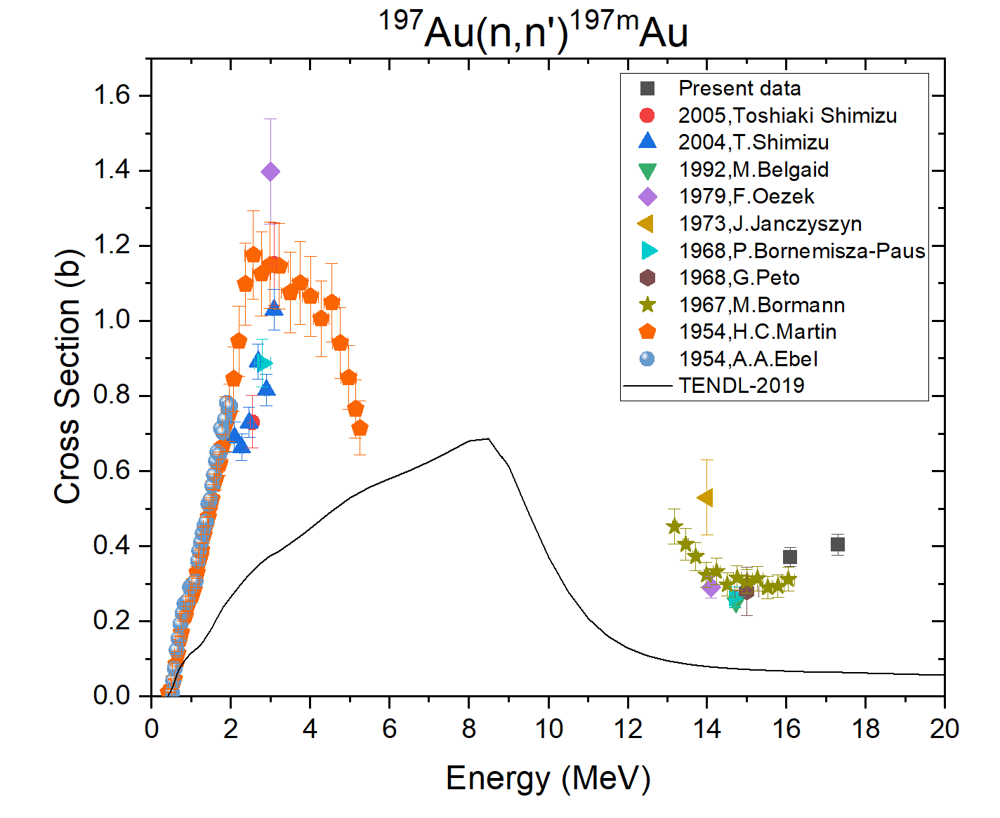 ¹⁹⁷Au(n,n')¹⁹⁷ᵐAu
Cross Section (b)
1.6
1.4
1.2
1.0
0.8
0.6
0.4
0.2
0.0
0 2 4 6 8 10 12 14 16 18 20
Energy (MeV)
Present data
2005,Toshiaki Shimizu
2004,T.Shimizu
1992,M.Belgaid
1979,F.Oezek
1973,J.Janczyszyn
1968,P.Bornemisza-Paus
1968,G.Peto
1967,M.Bormann
1954,H.C.Martin
1954,A.A.Ebel
TENDL-2019